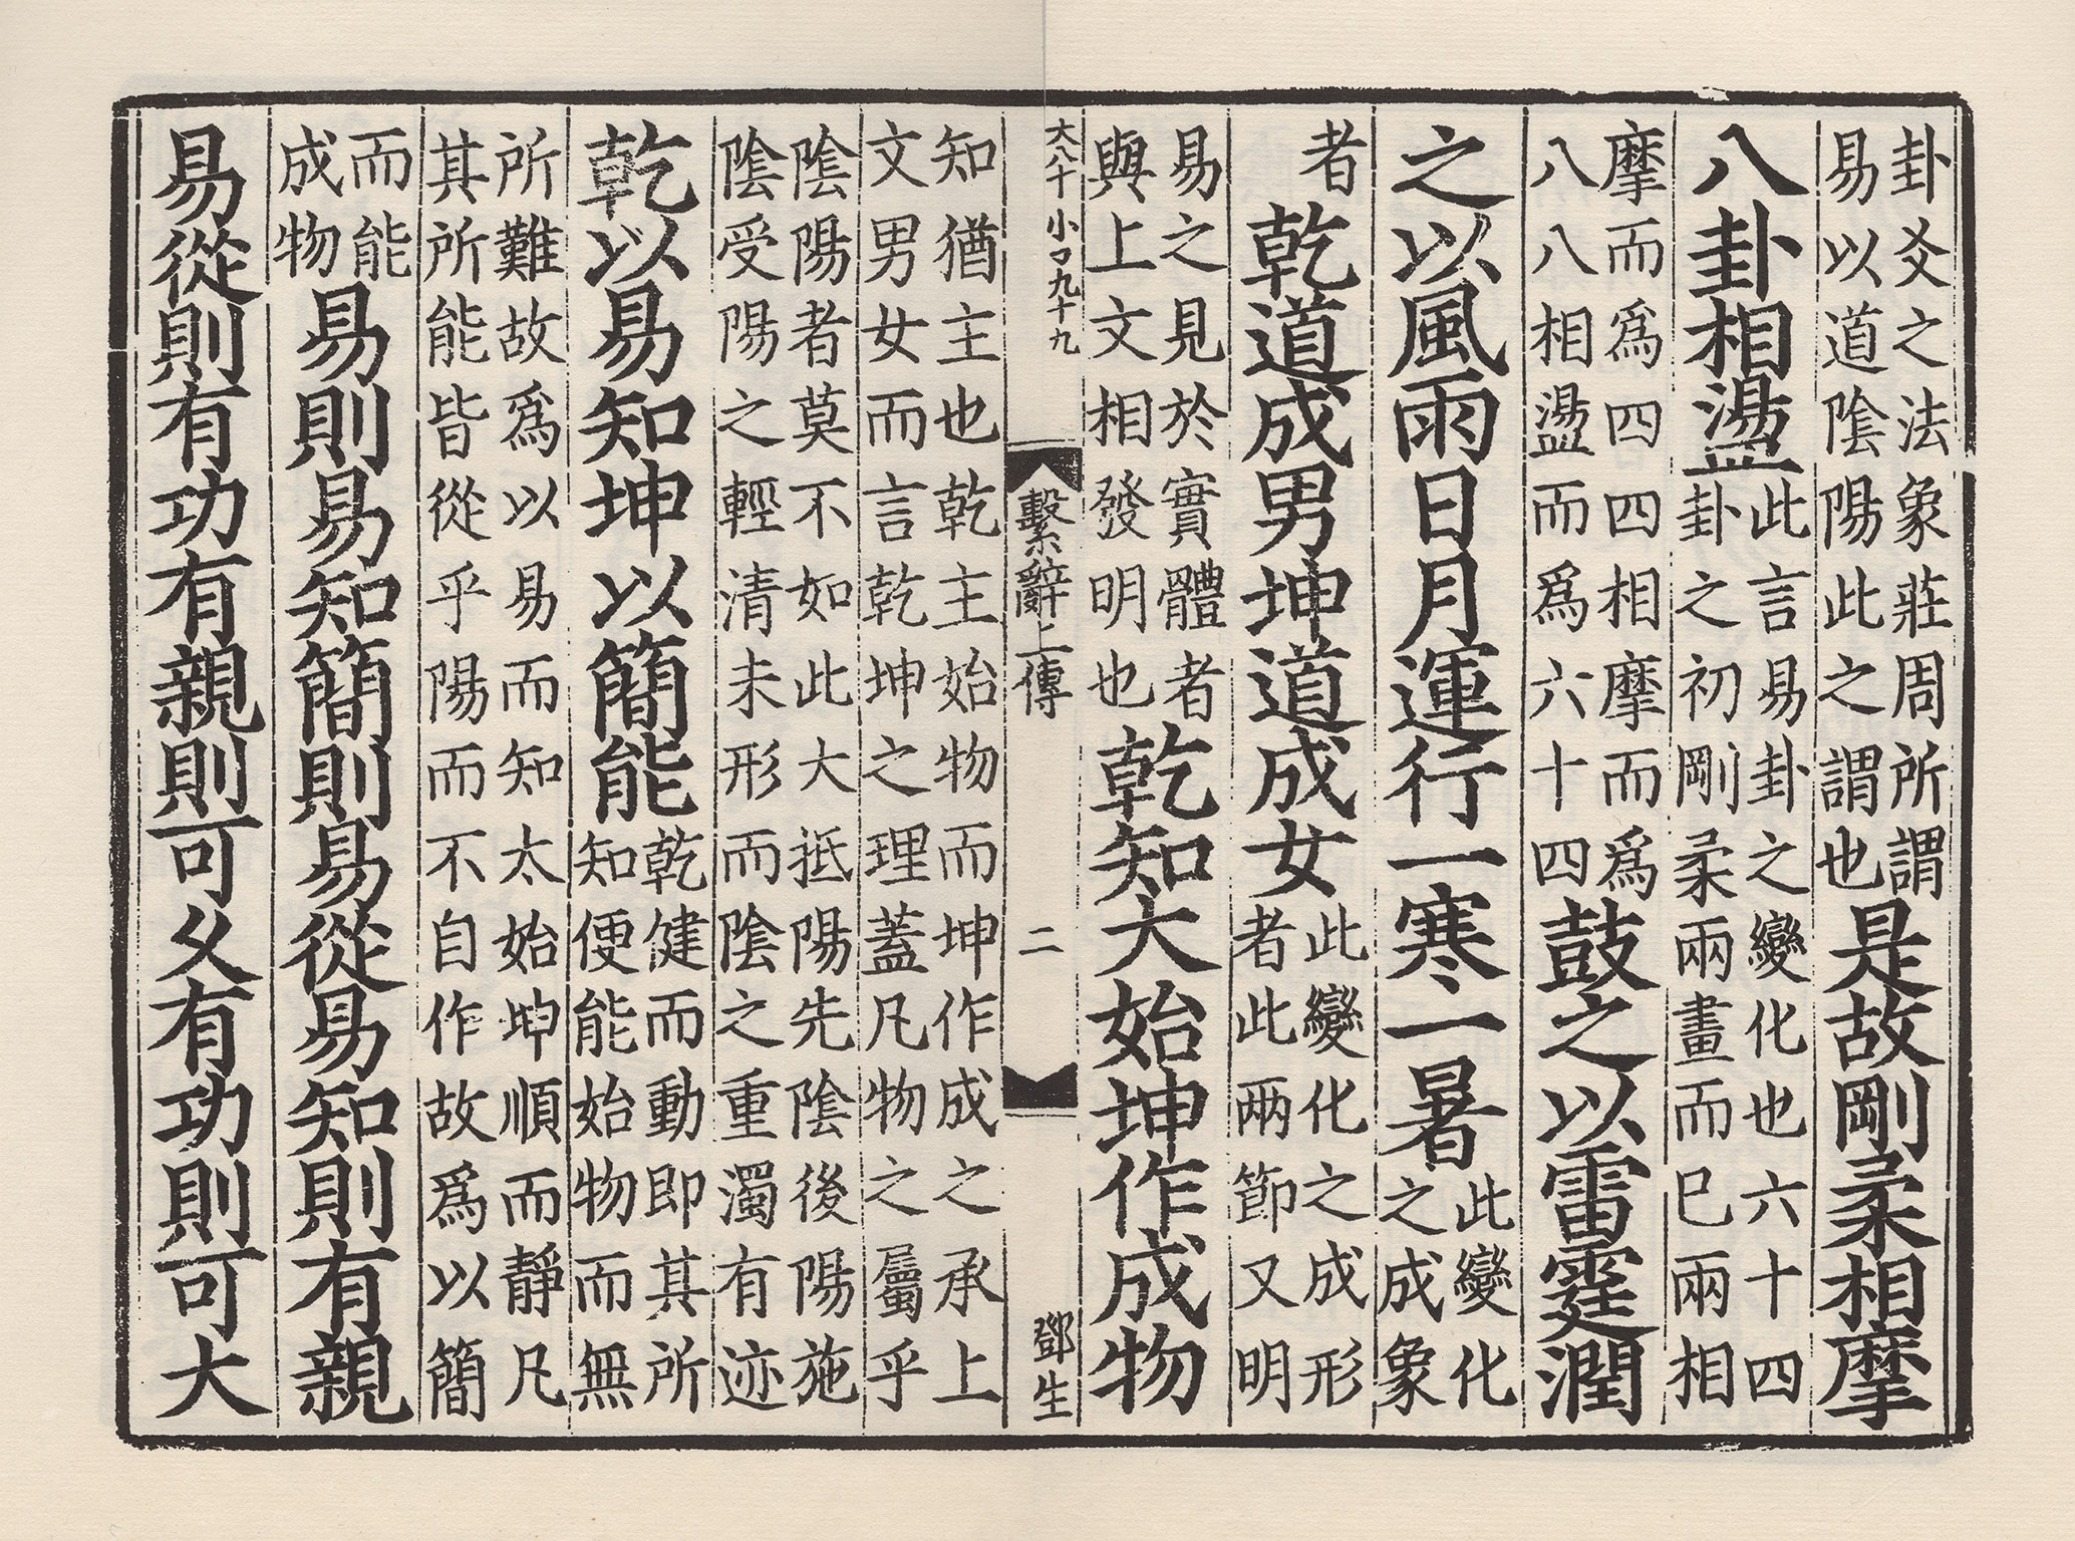 卦爻之法象莊周所謂
易以道陰陽此之謂也
是故剛柔相摩
八卦相盪
此言易卦之變化也六十四
卦之初剛柔兩畫而已兩相
摩而爲四四相摩而爲
八八相盪而爲六十四
鼓之以雷霆潤
之以風雨日月運行一寒一暑
此變化
之成象
者
乾道成男坤道成女
此變化之成形
者此兩節又明
易之見於實體者
與上文相發明也
乾知大始坤作成物
大八十 小口九十九
繫辭上傳
二
鄧生
知猶主也乾主始物而坤作成之承上
文男女而言乾坤之理蓋凡物之屬乎
陰陽者莫不如此大抵陽先陰後陽施
陰受陽之輕清未形而陰之重濁有迹
乾以易知坤以簡能
乾健而動即其所
知便能始物而無
所難故爲以易而知太始坤順而靜凡
其所能皆從乎陽而不自作故爲以簡
而能
成物
易則易知簡則易從易知則有親
易從則有功有親則可久有功則可大